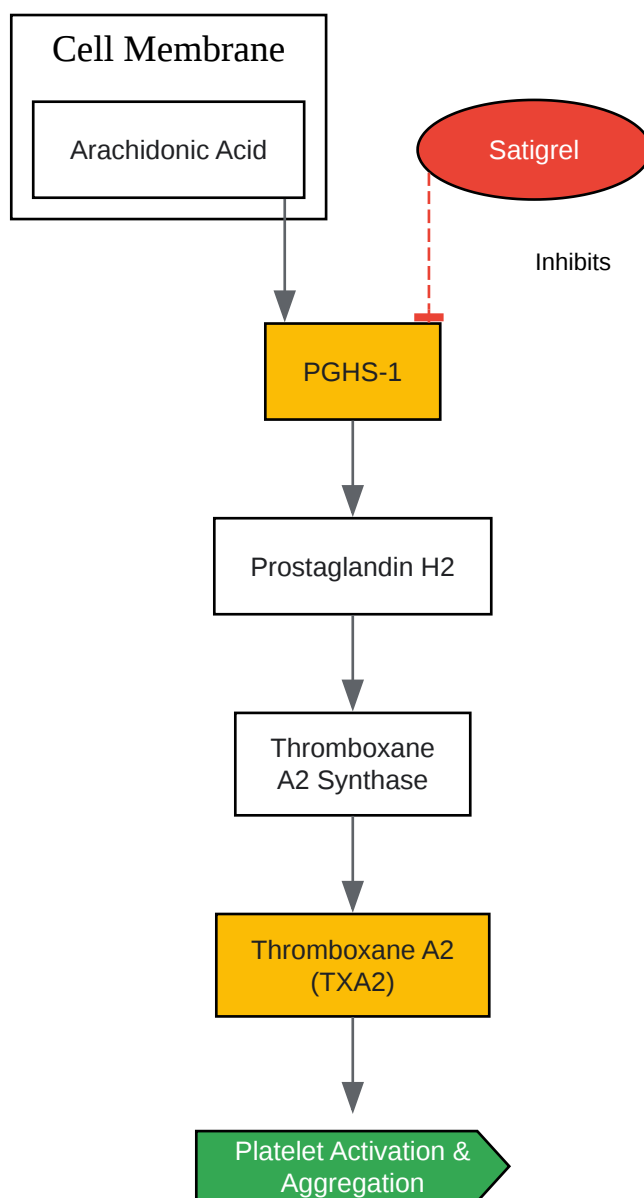 Cell Membrane
Arachidonic Acid
Satigrel
Inhibits
PGHS-1
Prostaglandin H2
Thromboxane
A2 Synthase
Thromboxane A2
(TXA2)
Platelet Activation &
Aggregation